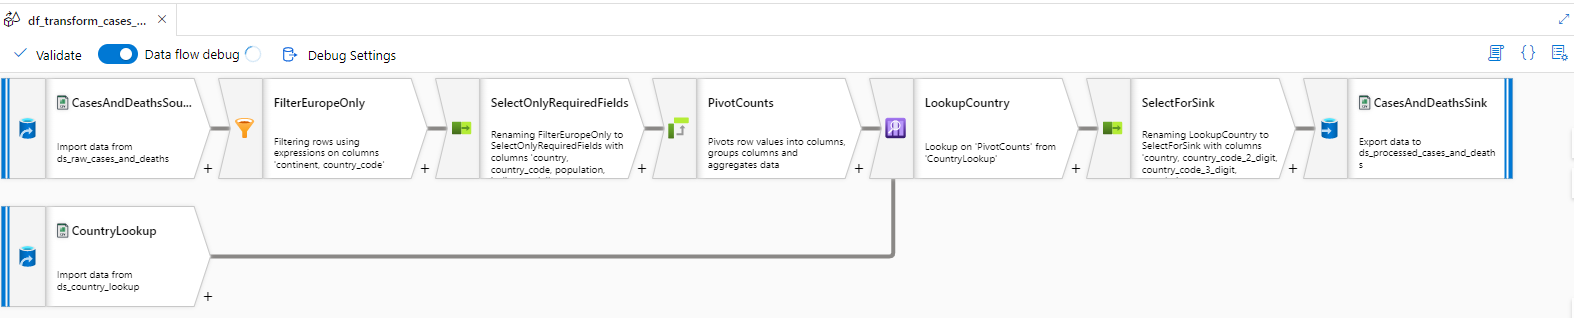 df_transform_cases_...
Validate
Data flow debug
Debug Settings
CasesAndDeathsSou...
Import data from
ds_raw_cases_and_deaths
+
FilterEuropeOnly
Filtering rows using
expressions on columns
'continent, country_code'
+
SelectOnlyRequiredFields
Renaming FilterEuropeOnly to
SelectOnlyRequiredFields with
columns 'country,
country_code, population,
+
PivotCounts
Pivots row values into columns,
groups columns and
aggregates data
+
LookupCountry
Lookup on 'PivotCounts' from
'CountryLookup'
+
SelectForSink
Renaming LookupCountry to
SelectForSink with columns
'country, country_code_2_digit,
country_code_3_digit,
+
CasesAndDeathsSink
Export data to
ds_processed_cases_and_death
s
CountryLookup
Import data from
ds_country_lookup
+